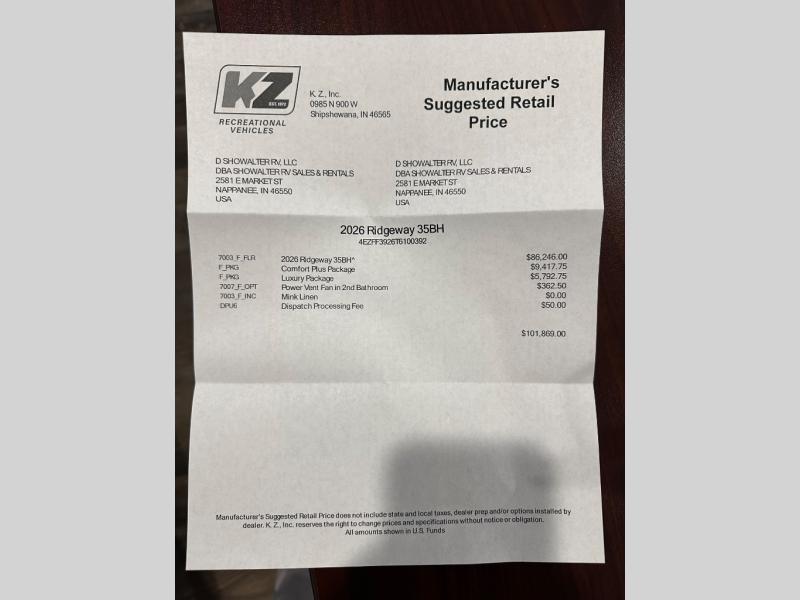 KZ
EST. 1972
RECREATIONAL
VEHICLES
K. Z., Inc.
0985 N 900 W
Shipshewana, IN 46565
Manufacturer's
Suggested Retail
Price
D SHOWALTER RV, LLC
DBA SHOWALTER RV SALES & RENTALS
2581 E MARKET ST
NAPPANEE, IN 46550
USA
D SHOWALTER RV, LLC
DBA SHOWALTER RV SALES & RENTALS
2581 E MARKET ST
NAPPANEE, IN 46550
USA
2026 Ridgeway 35BH
4EZFF3926T6100392
7003_F_FLR 2026 Ridgeway 35BH^ $86,246.00
F_PKG Comfort Plus Package $9,417.75
F_PKG Luxury Package $5,792.75
7007_F_OPT Power Vent Fan in 2nd Bathroom $362.50
7003_F_INC Mink Linen $0.00
DPU6 Dispatch Processing Fee $50.00
$101,869.00
Manufacturer's Suggested Retail Price does not include state and local taxes, dealer prep and/or options installed by
dealer. K. Z., Inc. reserves the right to change prices and specifications without notice or obligation.
All amounts shown in U.S. Funds